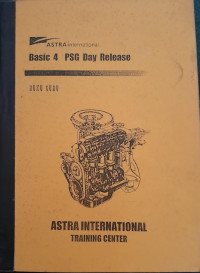 ASTRA international
Basic 4 PSG Day Release
ASTRA INTERNATIONAL
TRAINING CENTER